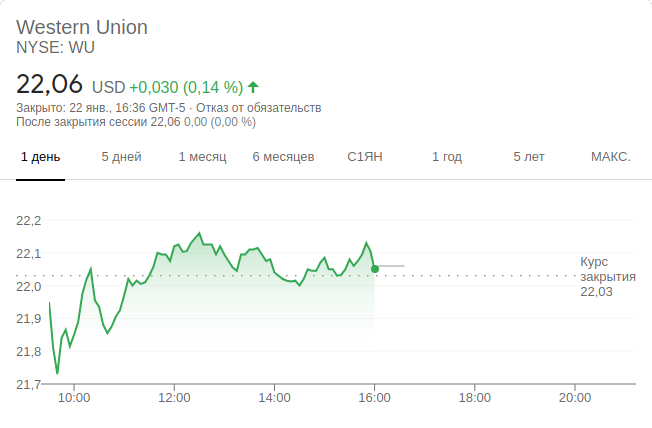 Western Union
NYSE: WU
22,06 USD +0,030 (0,14 %)
Закрыто: 22 янв., 16:36 GMT-5 · Отказ от обязательств
После закрытия сессии 22,06 0,00 (0,00 %)
1 день 5 дней 1 месяц 6 месяцев С1ЯН 1 год 5 лет МАКС.
22,2
22,1
22,0
21,9
21,8
21,7
Курс
закрытия
22,03
10:00 12:00 14:00 16:00 18:00 20:00